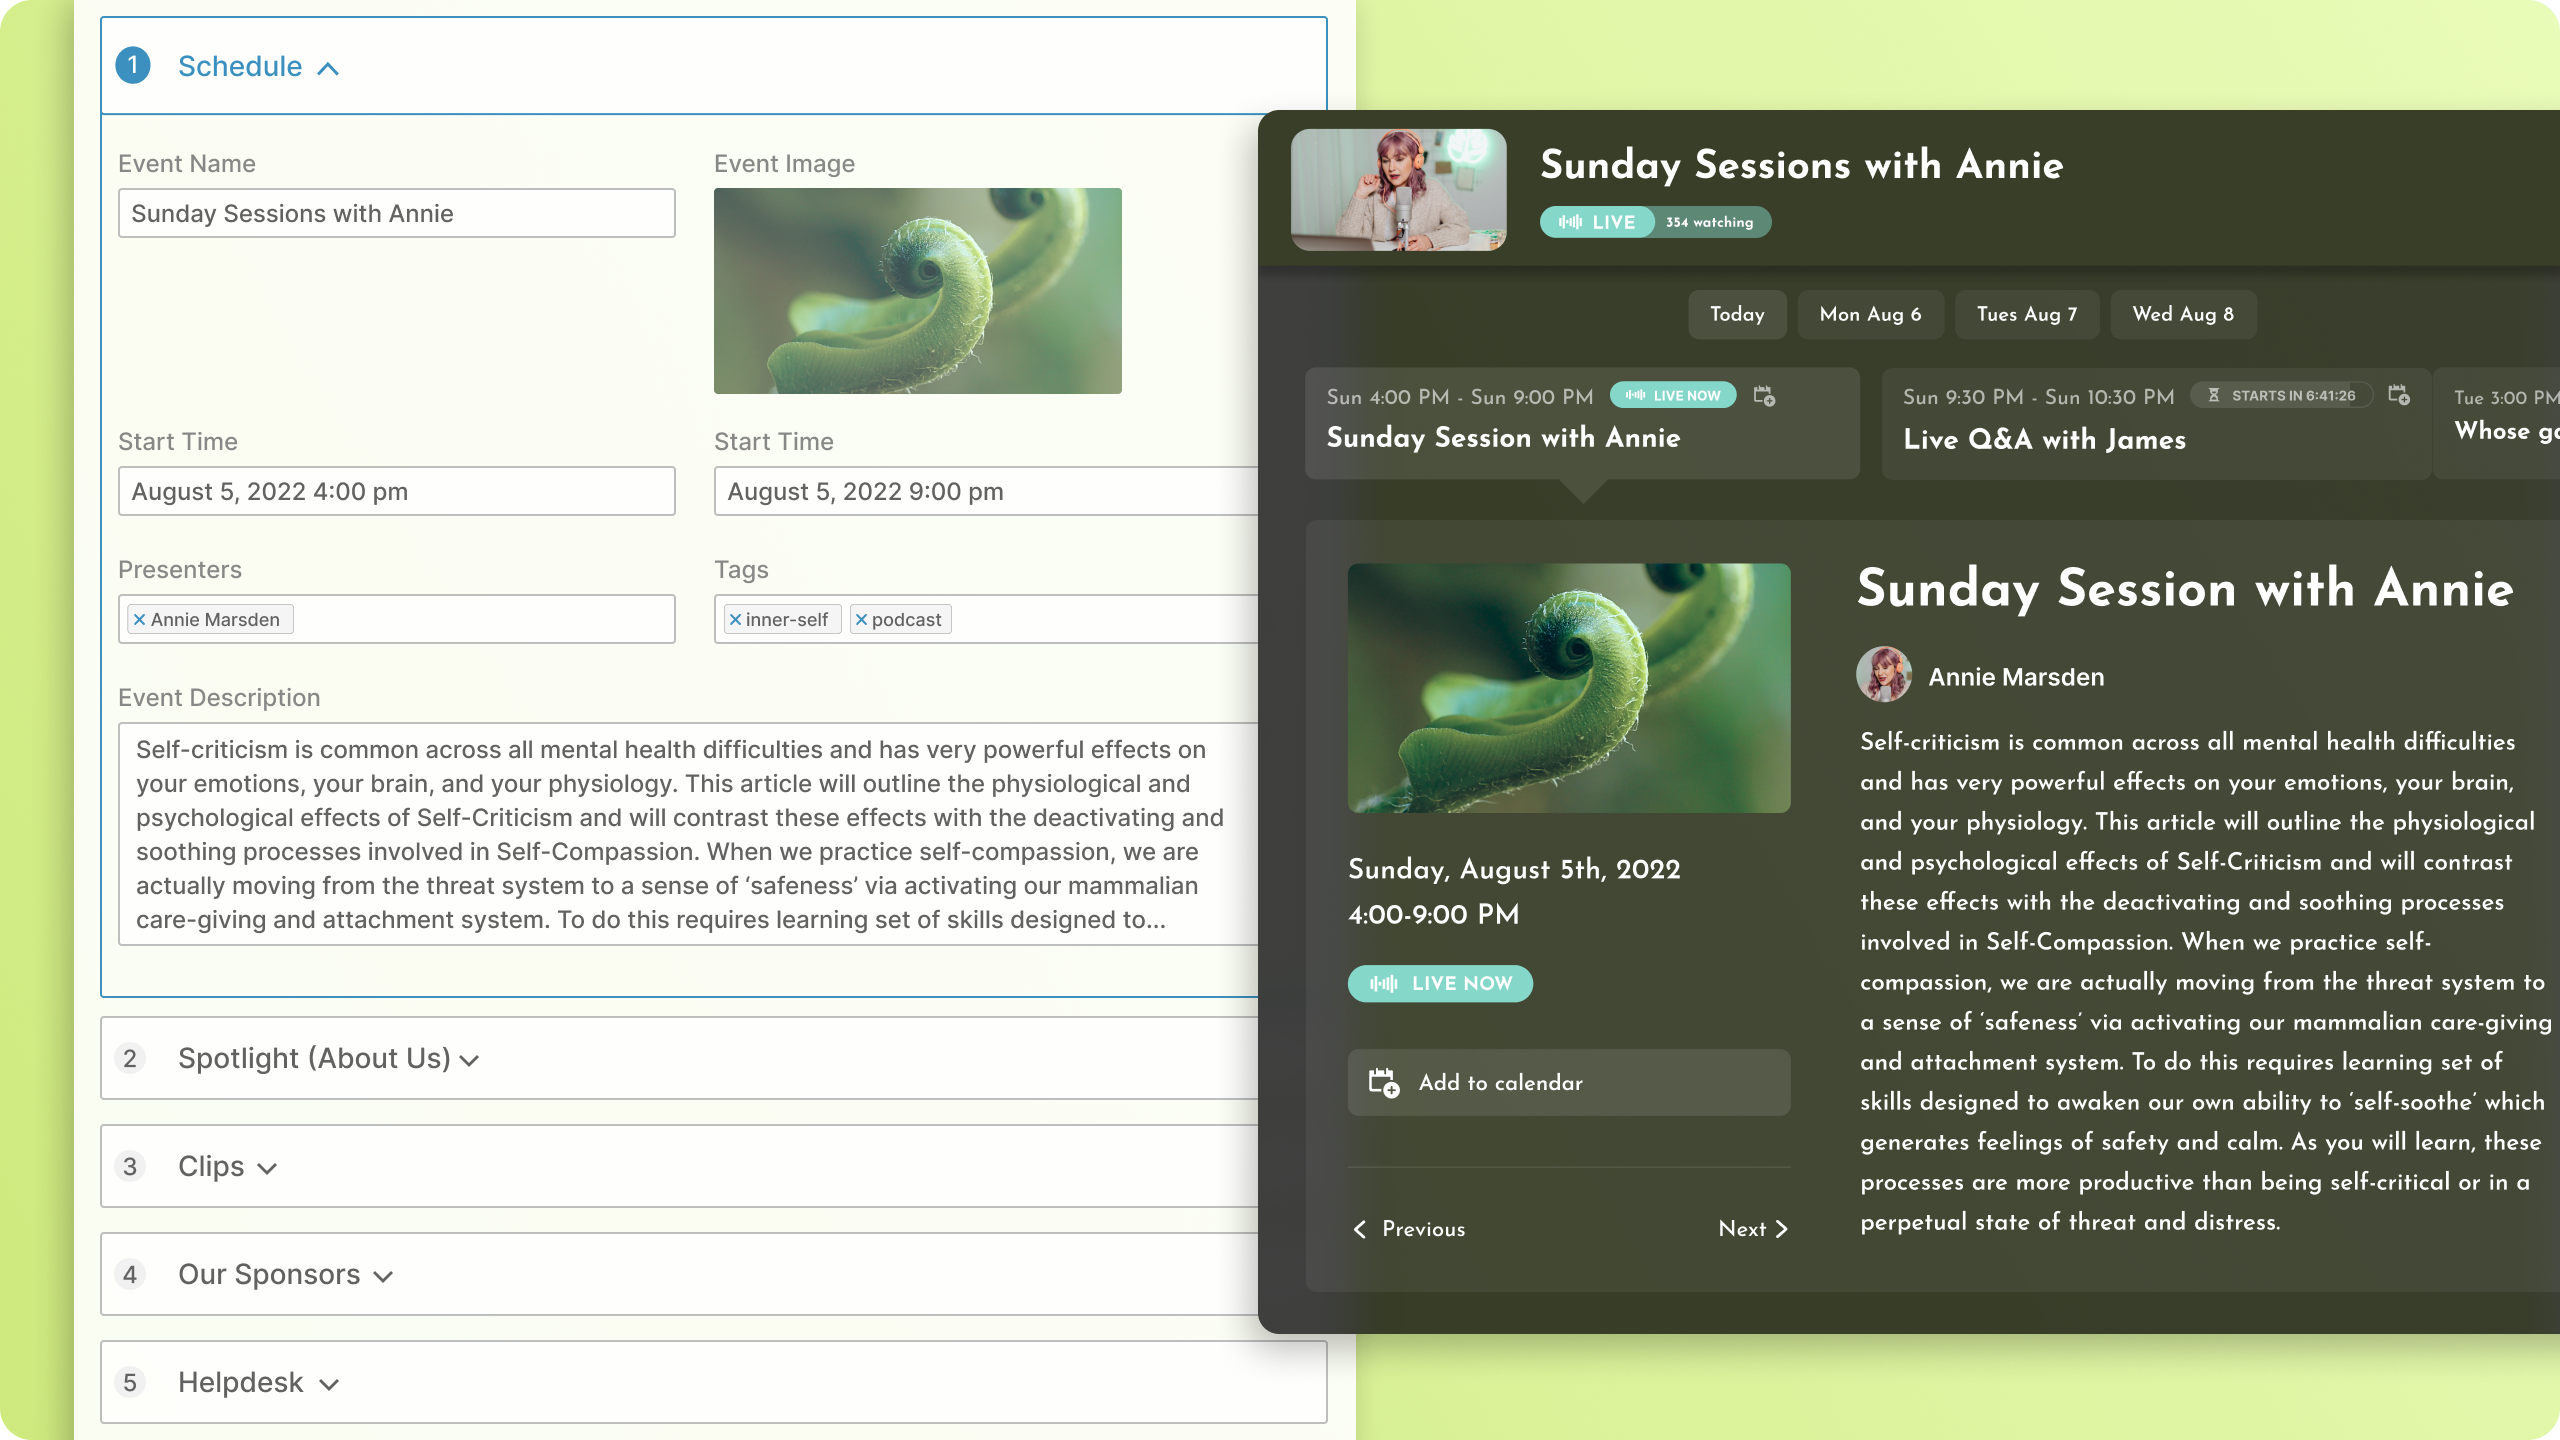 1 Schedule
Event Name
Sunday Sessions with Annie
Event Image
Start Time
August 5, 2022 4:00 pm
Start Time
August 5, 2022 9:00 pm
Presenters
Annie Marsden
Tags
inner-self podcast
Event Description
Self-criticism is common across all mental health difficulties and has very powerful effects on
your emotions, your brain, and your physiology. This article will outline the physiological and
psychological effects of Self-Criticism and will contrast these effects with the deactivating and
soothing processes involved in Self-Compassion. When we practice self-compassion, we are
actually moving from the threat system to a sense of ‘safeness’ via activating our mammalian
care-giving and attachment system. To do this requires learning set of skills designed to...
2 Spotlight (About Us)
3 Clips
4 Our Sponsors
5 Helpdesk
Sunday Sessions with Annie
LIVE 354 watching
Today Mon Aug 6 Tues Aug 7 Wed Aug 8
Sun 4:00 PM - Sun 9:00 PM LIVE NOW
Sunday Session with Annie
Sun 9:30 PM - Sun 10:30 PM STARTS IN 6:41:26
Live Q&A with James
Tue 3:00 PM
Whose
Sunday, August 5th, 2022
4:00-9:00 PM
LIVE NOW
Add to calendar
Previous Next
Sunday Session with Annie
Annie Marsden
Self-criticism is common across all mental health difficulties
and has very powerful effects on your emotions, your brain,
and your physiology. This article will outline the physiological
and psychological effects of Self-Criticism and will contrast
these effects with the deactivating and soothing processes
involved in Self-Compassion. When we practice self-
compassion, we are actually moving from the threat system to
a sense of ‘safeness’ via activating our mammalian care-giving
and attachment system. To do this requires learning set of
skills designed to awaken our own ability to ‘self-soothe’ which
generates feelings of safety and calm. As you will learn, these
processes are more productive than being self-critical or in a
perpetual state of threat and distress.